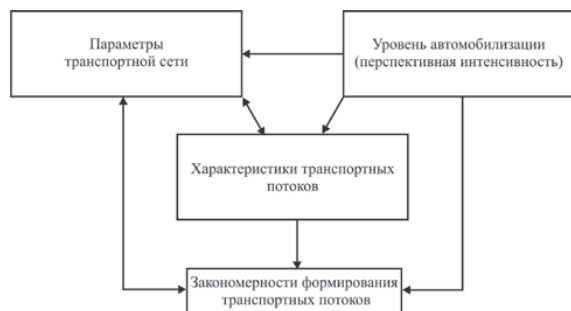 Параметры
транспортной сети
Уровень автомобилизации
(перспективная интенсивность)
Характеристики транспортных
потоков
Закономерности формирования
транспортных потоков